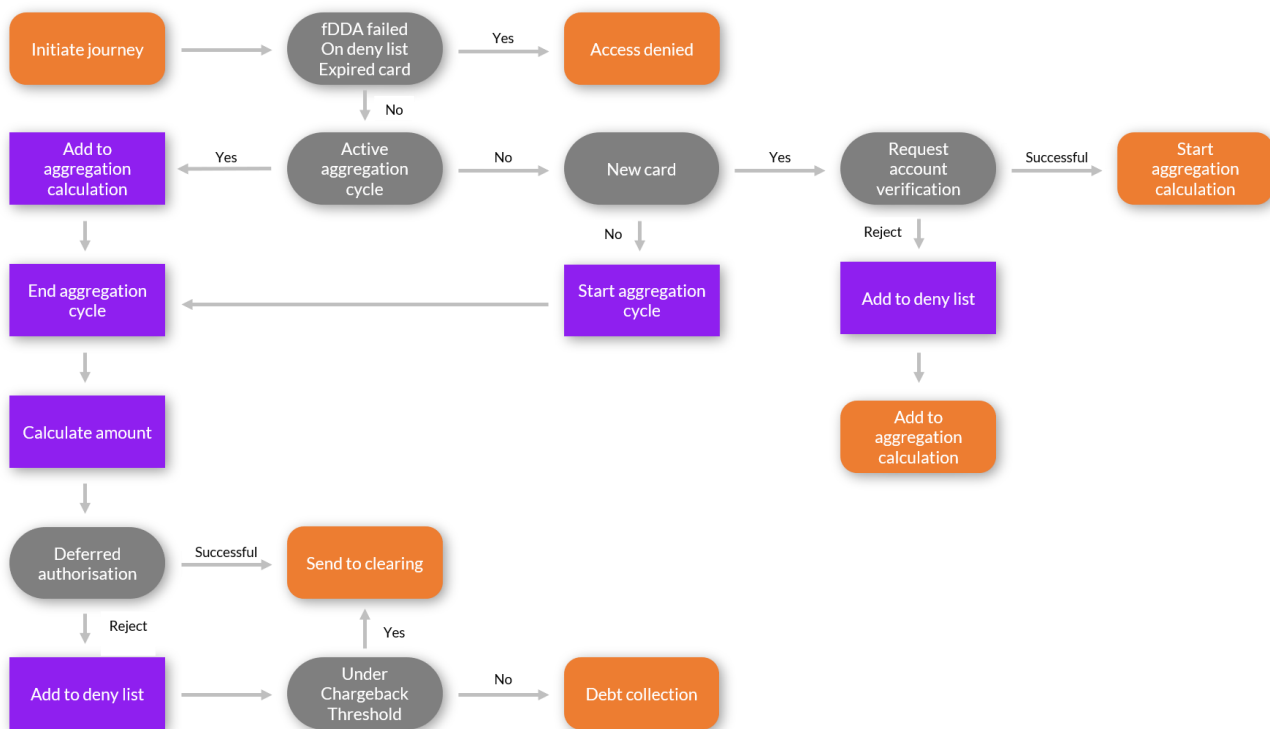 Initiate journey
fDDA failed
On deny list
Expired card
Yes
Access denied
No
Add to
aggregation
calculation
Yes
Active
aggregation
cycle
No
New card
Yes
Request
account
verification
Successful
Start
aggregation
calculation
No
Reject
End aggregation
cycle
Start aggregation
cycle
Add to deny list
Calculate amount
Add to
aggregation
calculation
Deferred
authorisation
Successful
Send to clearing
Reject
Yes
Add to deny list
Under
Chargeback
Threshold
No
Debt collection